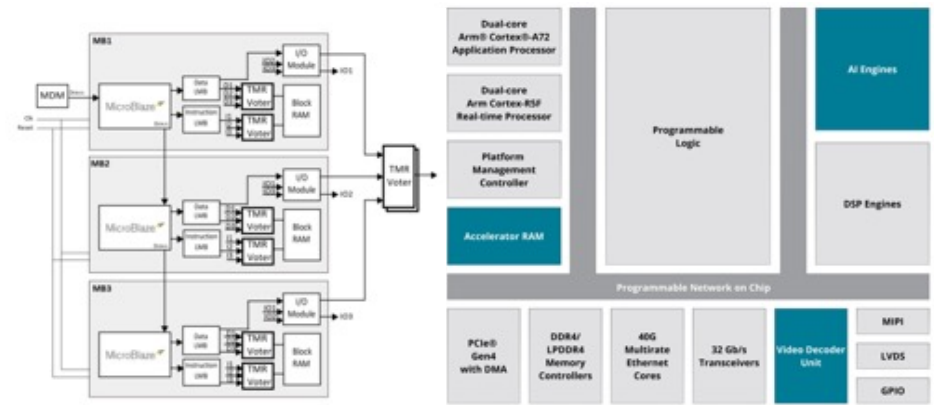 MB1
MDM
Clk
Reset
MicroBlaze
Data
LMB
Instruction
LMB
TMR
Voter
TMR
Voter
I/O
Module
IO1
Block
RAM
MB2
MicroBlaze
Data
LMB
Instruction
LMB
TMR
Voter
TMR
Voter
I/O
Module
IO2
Block
RAM
MB3
MicroBlaze
Data
LMB
Instruction
LMB
TMR
Voter
TMR
Voter
I/O
Module
IO3
Block
RAM
TMR
Voter
Dual-core
Arm® Cortex®-A72
Application Processor
Dual-core
Arm Cortex-R5F
Real-time Processor
Platform
Management
Controller
Accelerator RAM
Programmable
Logic
AI Engines
DSP Engines
Programmable Network on Chip
PCIe®
Gen4
with DMA
DDR4/
LPDDR4
Memory
Controllers
40G
Multirate
Ethernet
Cores
32 Gb/s
Transceivers
Video Decoder
Unit
MIPI
LVDS
GPIO